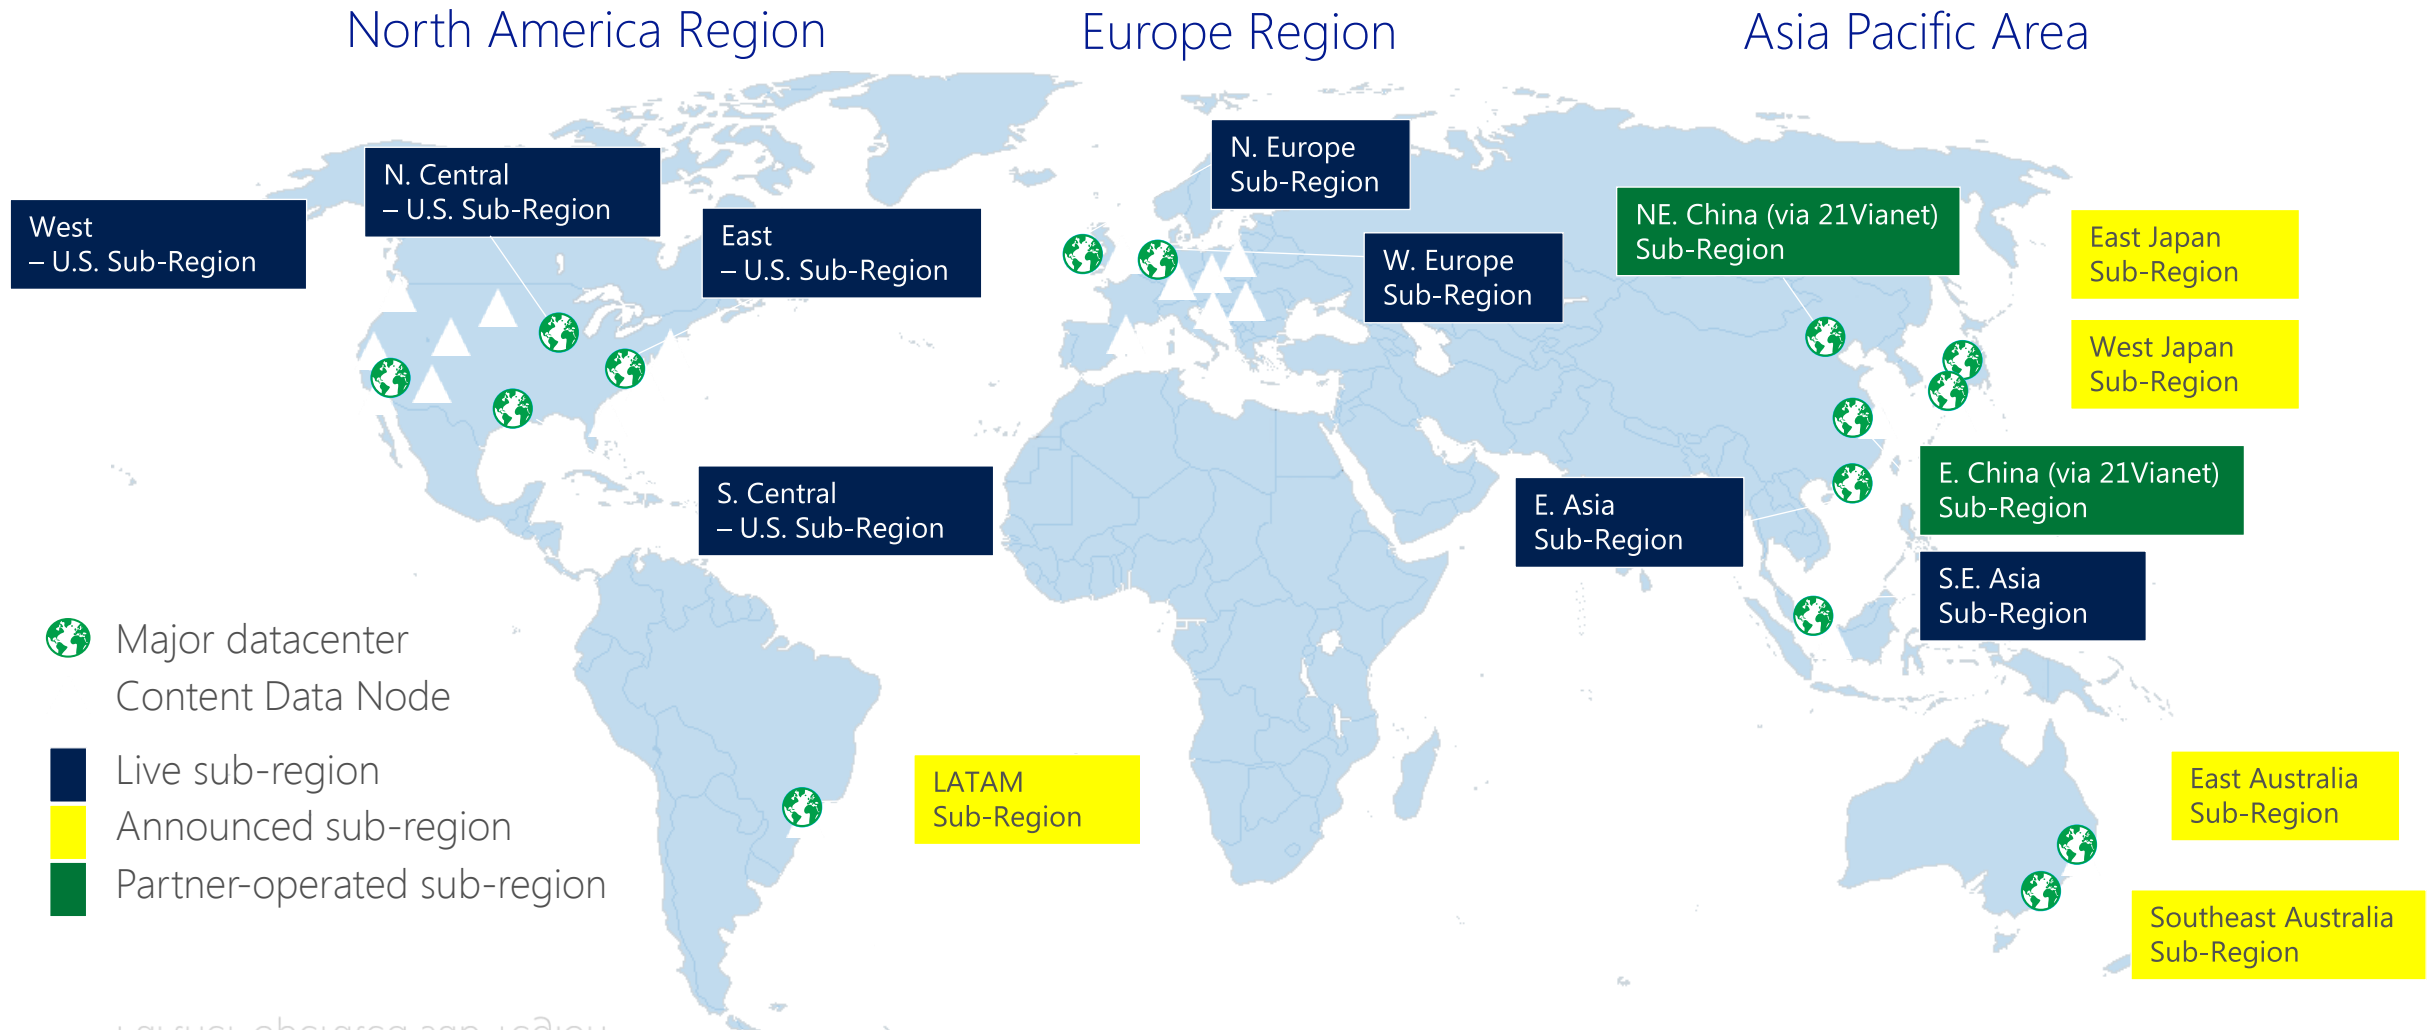 North America Region
Europe Region
Asia Pacific Area
N. Central
– U.S. Sub-Region
West
– U.S. Sub-Region
East
– U.S. Sub-Region
N. Europe
Sub-Region
W. Europe
Sub-Region
NE. China (via 21Vianet)
Sub-Region
East Japan
Sub-Region
West Japan
Sub-Region
S. Central
– U.S. Sub-Region
E. Asia
Sub-Region
E. China (via 21Vianet)
Sub-Region
S.E. Asia
Sub-Region
Major datacenter
Content Data Node
Live sub-region
Announced sub-region
Partner-operated sub-region
LATAM
Sub-Region
East Australia
Sub-Region
Southeast Australia
Sub-Region